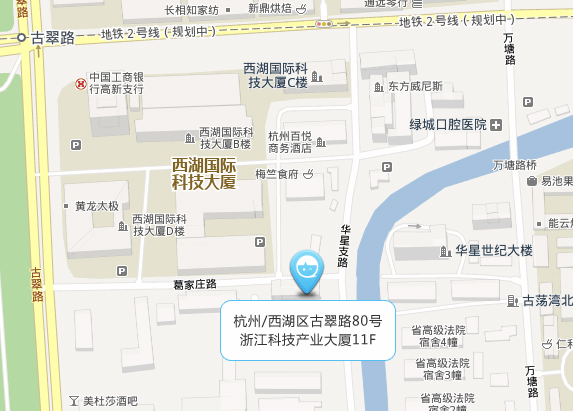 古翠路
长相知家纺
新鼎烘焙
通远琴行
地铁2号线(规划中)
地铁2号线(规划中)
古翠路
万塘路
中国工商银
行高新支行
西湖国际科
技大厦C楼
东方威尼斯
绿城口腔医院
西湖国际科
技大厦B楼
杭州百悦
商务酒店
西湖国际
科技大厦
梅竺食府
万塘路桥
易池果
黄龙太极
西湖国际科
技大厦D楼
华星支路
能云
华星世纪大楼
古翠路
葛家庄路
万塘路
古荡湾北
杭州/西湖区古翠路80号
浙江科技产业大厦11F
省高级法院
宿舍4幢
仁和
省高级法院
宿舍3幢
美杜莎酒吧
省高级法院
宿舍2幢